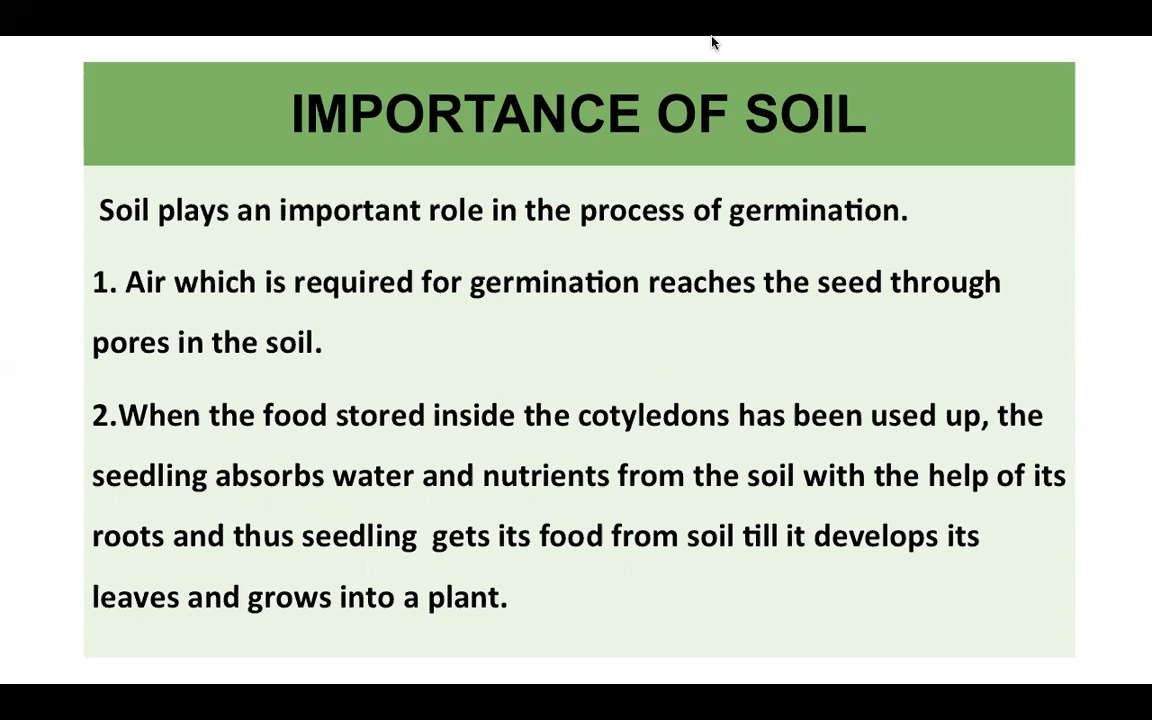 IMPORTANCE OF SOIL
Soil plays an important role in the process of germination.
1. Air which is required for germination reaches the seed through
pores in the soil.
2.When the food stored inside the cotyledons has been used up, the
seedling absorbs water and nutrients from the soil with the help of its
roots and thus seedling  gets its food from soil till it develops its
leaves and grows into a plant.